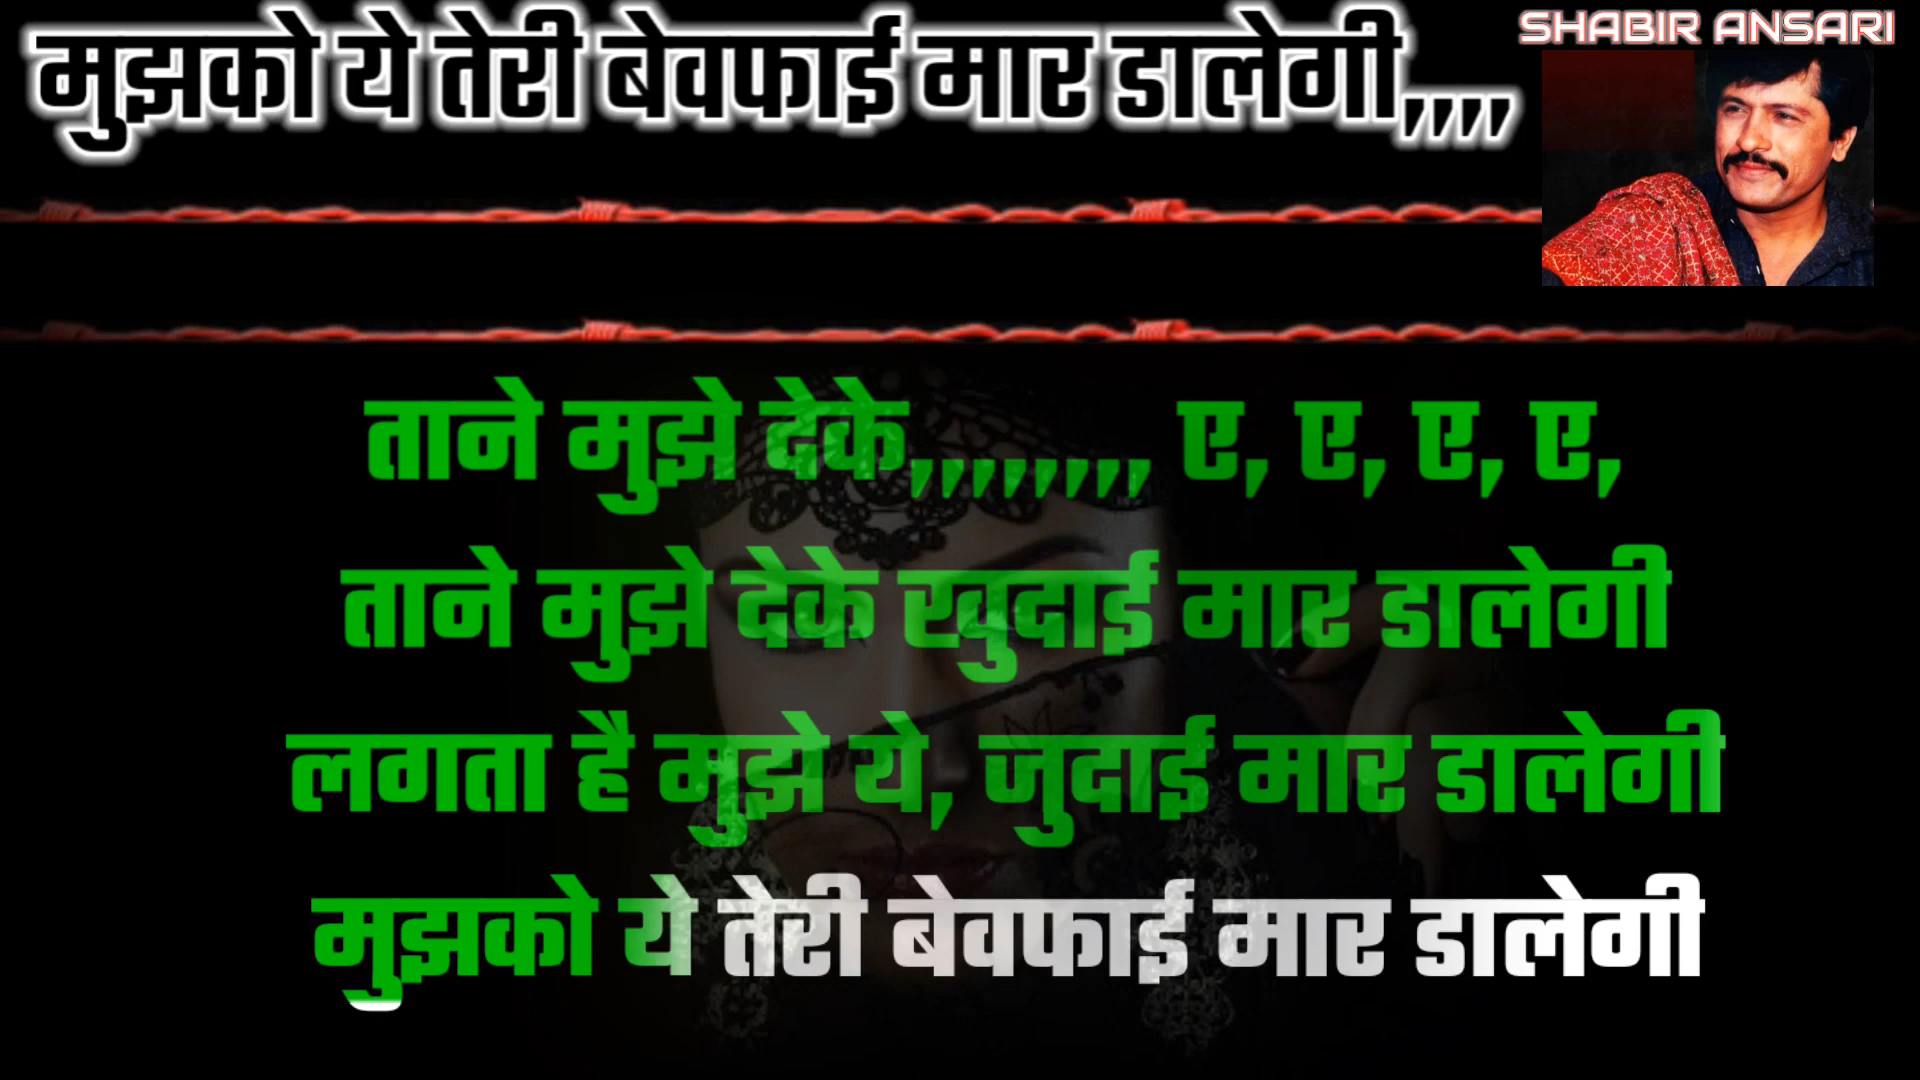 मुझको ये तेरी बेवफाई मार डालेगी,,,,
SHABIR ANSARI
ताने मुझे देके,,,,,,,, ए, ए, ए, ए,
ताने मुझे देके खुदाई मार डालेगी
लगता है मुझे ये, जुदाई मार डालेगी
मुझको ये तेरी बेवफाई मार डालेगी